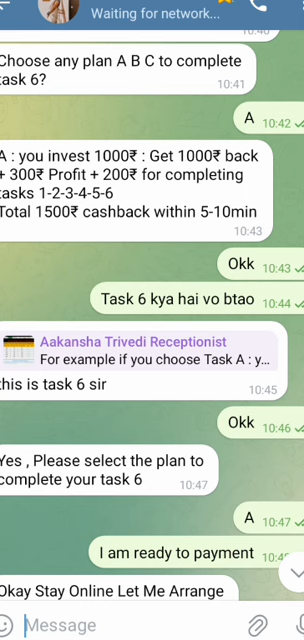 Waiting for network...
Choose any plan A B C to complete
task 6?
10:41
A
10:42
A : you invest 1000₹ : Get 1000₹ back
+ 300₹ Profit + 200₹ for completing
tasks 1-2-3-4-5-6
Total 1500₹ cashback within 5-10min
10:43
Okk 10:43
Task 6 kya hai vo btao 10:44
Aakansha Trivedi Receptionist
For example if you choose Task A : y...
this is task 6 sir
10:45
Okk 10:46
Yes , Please select the plan to
complete your task 6
10:47
A 10:47
I am ready to payment
Okay Stay Online Let Me Arrange
Message